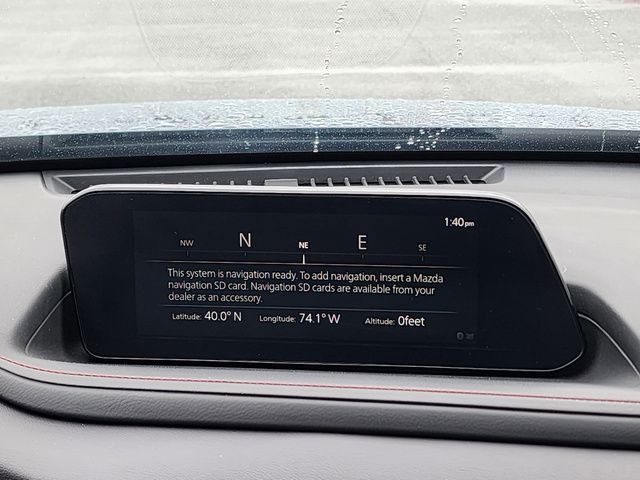 1:40pm
NW N NE E SE
This system is navigation ready. To add navigation, insert a Mazda
navigation SD card. Navigation SD cards are available from your
dealer as an accessory.
Latitude: 40.0° N Longitude: 74.1° W Altitude: 0feet
0